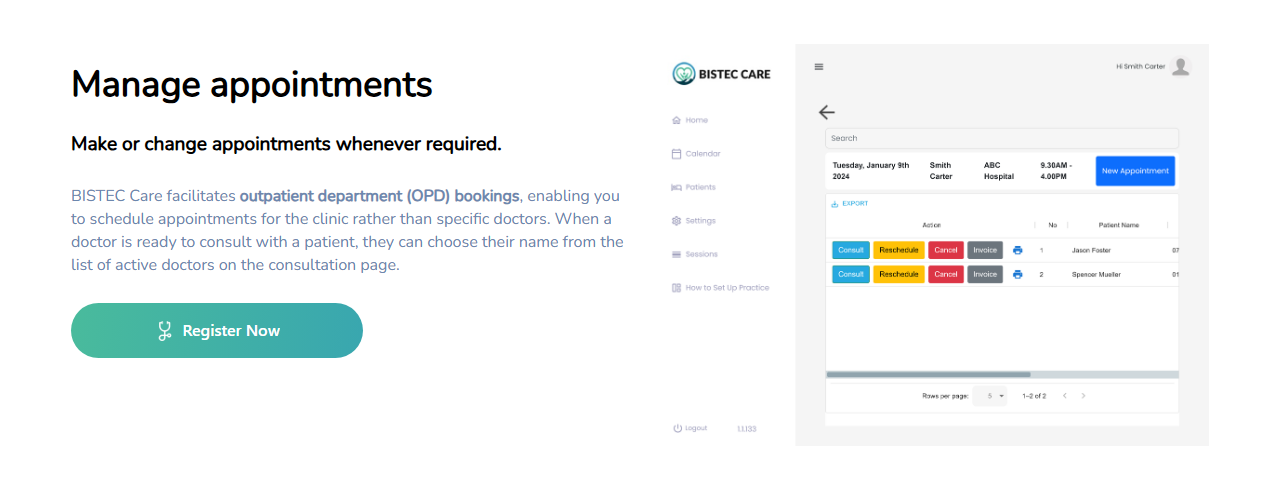 Manage appointments
Make or change appointments whenever required.
BISTEC Care facilitates outpatient department (OPD) bookings, enabling you
to schedule appointments for the clinic rather than specific doctors. When a
doctor is ready to consult with a patient, they can choose their name from the
list of active doctors on the consultation page.
Register Now
BISTEC CARE
Home
Calendar
Patients
Settings
Sessions
How to Set Up Practice
Logout 1.1.133
Hi Smith Carter
Search
Tuesday, January 9th Smith ABC 9.30AM -
2024 Carter Hospital 4.00PM
New Appointment
EXPORT
Action No Patient Name
Consult Reschedule Cancel Invoice 1 Jason Foster 07
Consult Reschedule Cancel Invoice 2 Spencer Mueller 01
Rows per page: 5 1–2 of 2